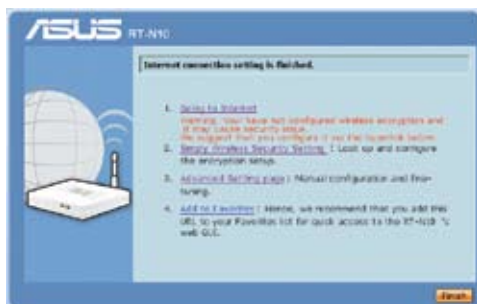 ASUS RT-N10
Internet connection setting is finished.
1. Going to Internet
Warning: Your have not configured wireless encryption and
it may cause security issue.
We suggest that you configure it via the hyperlink below.
2. Simply Wireless Security Setting : Look up and configure
the encryption setup.
3. Advanced Setting page : Manual configuration and fine-
tuning.
4. Add to Favorites : Hence, we recommend that you add this
URL to your Favorites list for quick access to the RT-N10 's
web GUI.
Finish